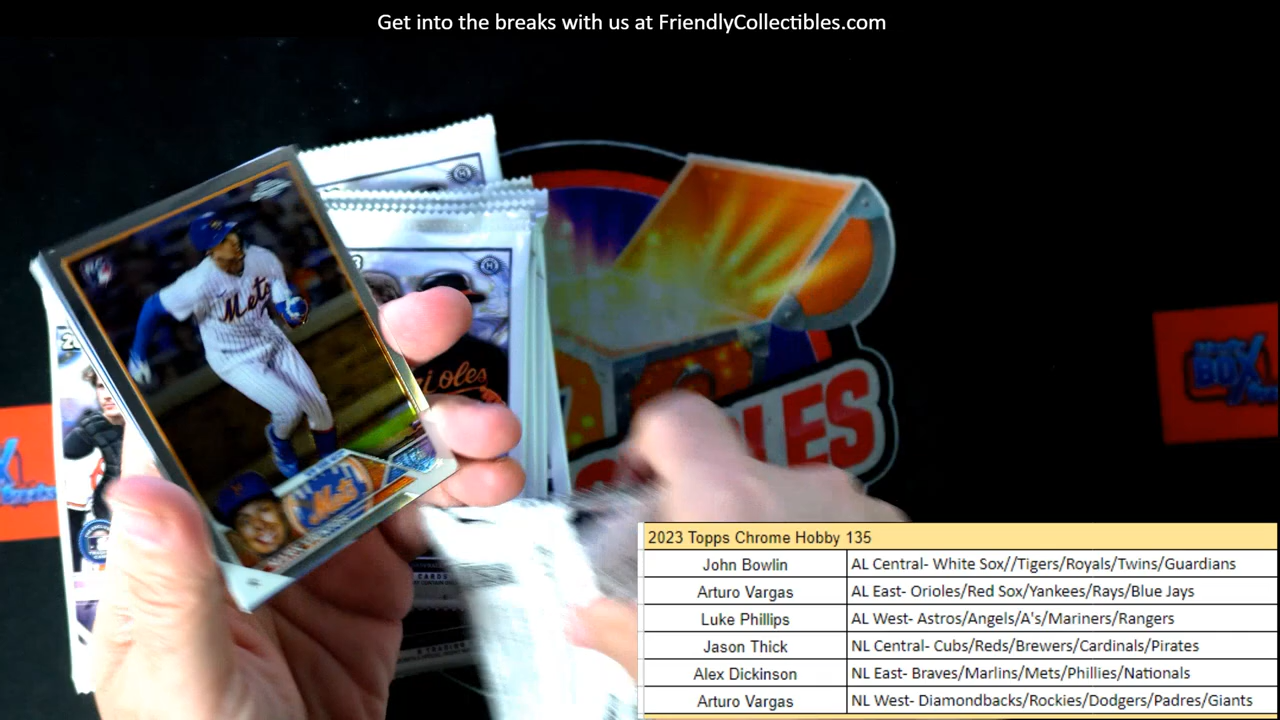 Get into the breaks with us at FriendlyCollectibles.com
Mets
RC
Mets
BOX
2023 Topps Chrome Hobby 135
John Bowlin AL Central- White Sox//Tigers/Royals/Twins/Guardians
Arturo Vargas AL East- Orioles/Red Sox/Yankees/Rays/Blue Jays
Luke Phillips AL West- Astros/Angels/A's/Mariners/Rangers
Jason Thick NL Central- Cubs/Reds/Brewers/Cardinals/Pirates
Alex Dickinson NL East- Braves/Marlins/Mets/Phillies/Nationals
Arturo Vargas NL West- Diamondbacks/Rockies/Dodgers/Padres/Giants